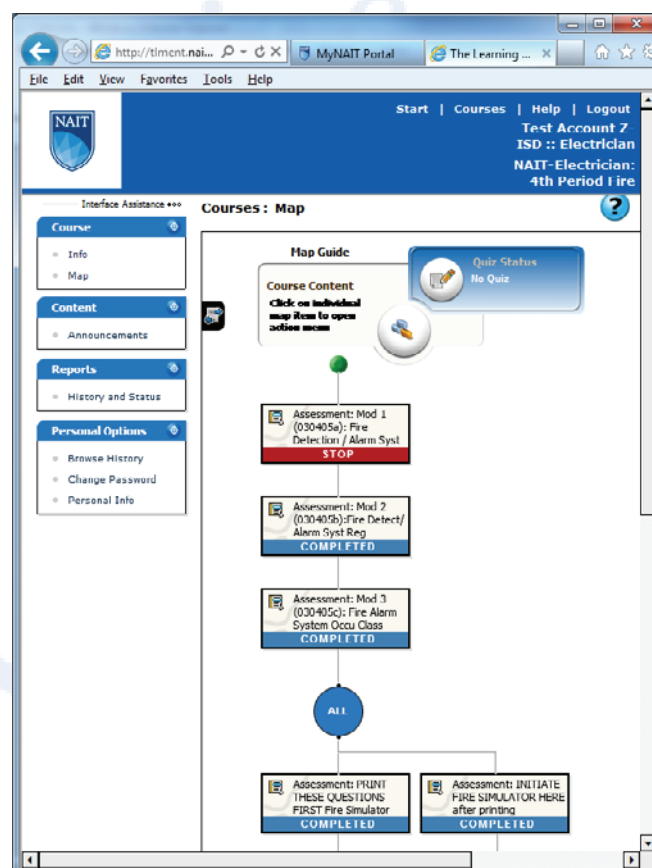 http://tlment.nai...
MyNAIT Portal
The Learning ...
File Edit View Favorites Tools Help
NAIT
Start | Courses | Help | Logout
Test Account Z-
ISD :: Electrician
NAIT-Electrician:
4th Period Fire
Interface Assistance
Courses: Map
?
Course
Info
Map
Content
Announcements
Reports
History and Status
Personal Options
Browse History
Change Password
Personal Info
Map Guide
Course Content
Click on individual
map item to open
action menu
Quiz Status
No Quiz
Assessment: Mod 1
(030405a): Fire
Detection / Alarm Syst
STOP
Assessment: Mod 2
(030405b):Fire Detect/
Alarm Syst Reg
COMPLETED
Assessment: Mod 3
(030405c): Fire Alarm
System Occu Class
COMPLETED
ALL
Assessment: PRINT
THESE QUESTIONS
FIRST Fire Simulator
COMPLETED
Assessment: INITIATE
FIRE SIMULATOR HERE
after printing
COMPLETED